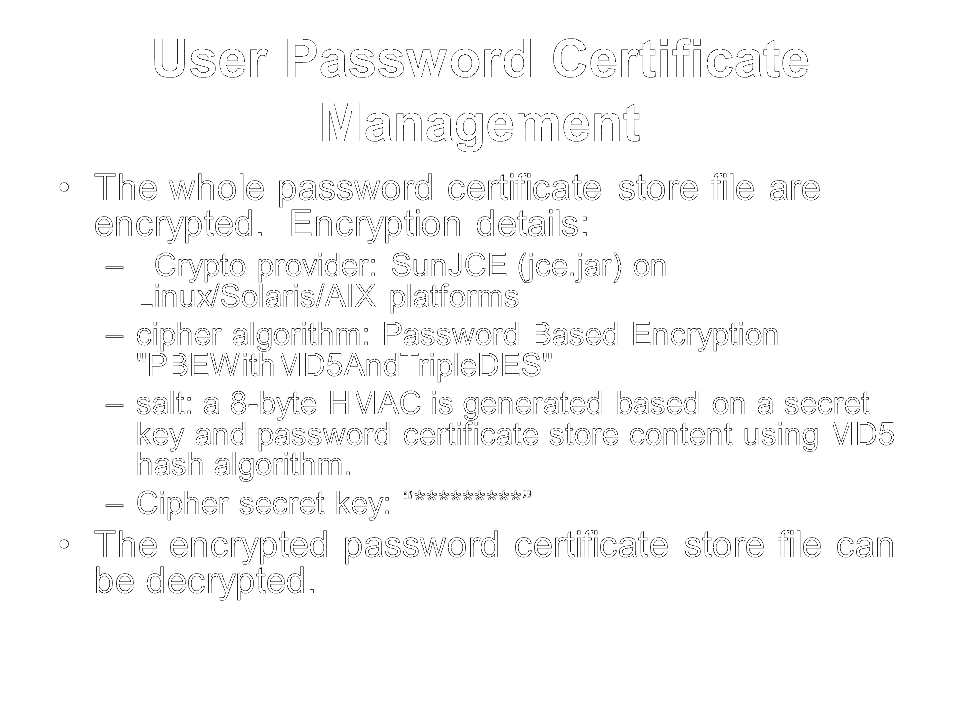 User Password Certificate
Management
• The whole password certificate store file are
encrypted.  Encryption details:
– Crypto provider: SunJCE (jce.jar) on
Linux/Solaris/AIX platforms
– cipher algorithm: Password Based Encryption
"PBEWithMD5AndTripleDES"
– salt: a 8-byte HMAC is generated based on a secret
key and password certificate store content using MD5
hash algorithm.
– Cipher secret key: "*********"
• The encrypted password certificate store file can
be decrypted.